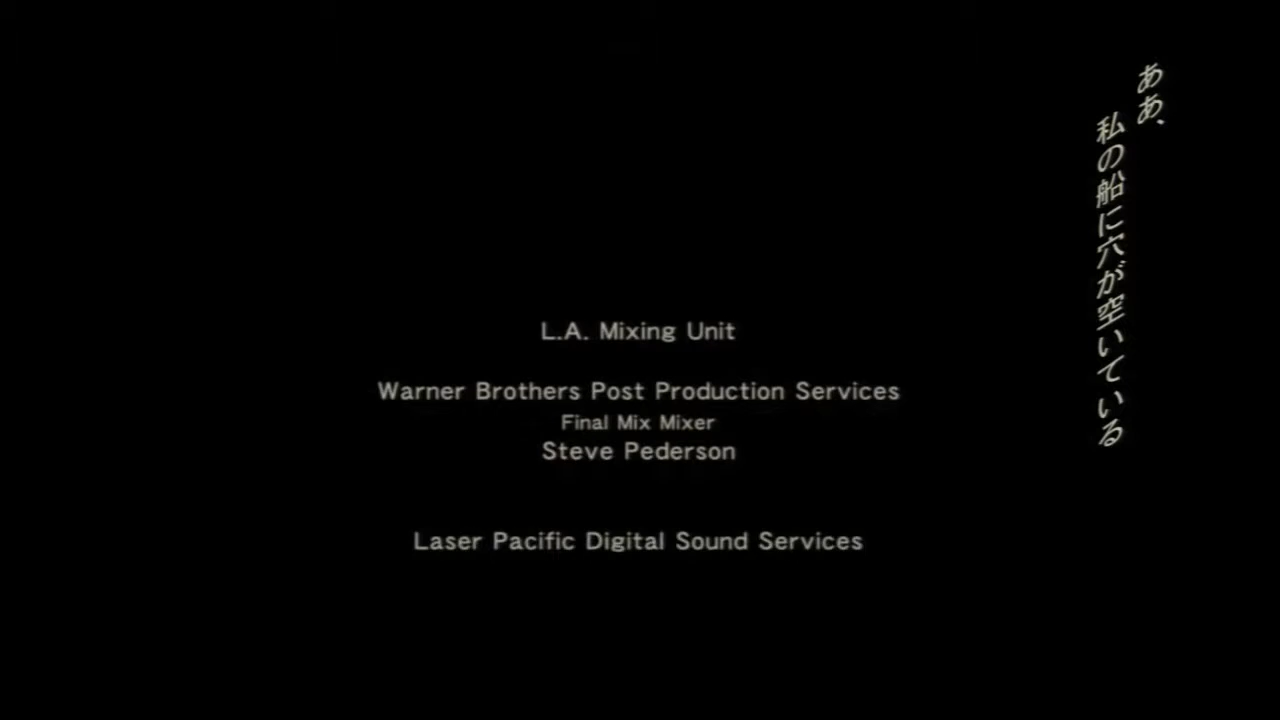 L.A. Mixing Unit
Warner Brothers Post Production Services
Final Mix Mixer
Steve Pederson
Laser Pacific Digital Sound Services
ああ、
私の船に穴が空いている